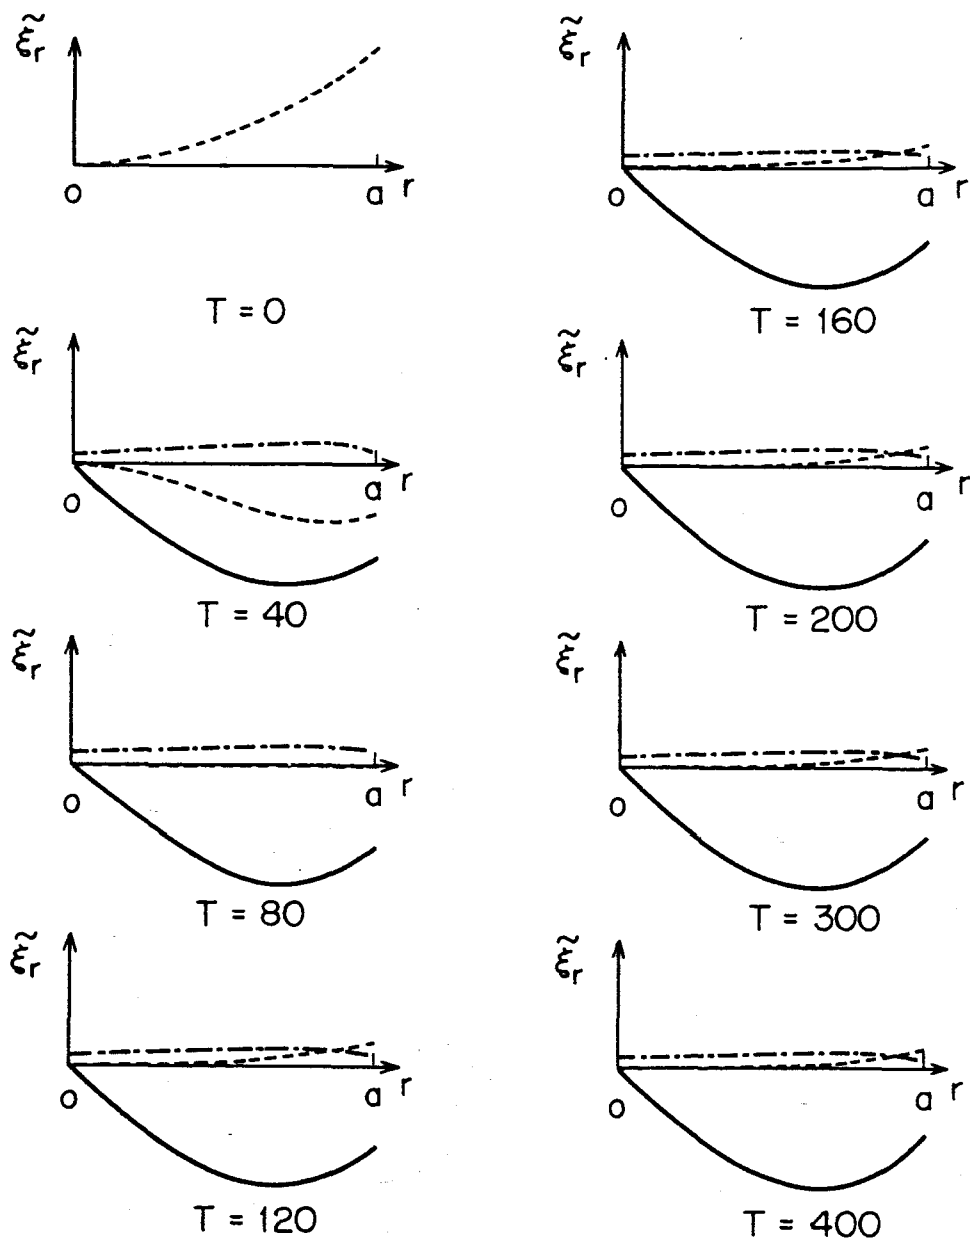 ξ̃r
O a r
T = 0
ξ̃r
O a r
T = 40
ξ̃r
O a r
T = 80
ξ̃r
O a r
T = 120
ξ̃r
O a r
T = 160
ξ̃r
O a r
T = 200
ξ̃r
O a r
T = 300
ξ̃r
O a r
T = 400